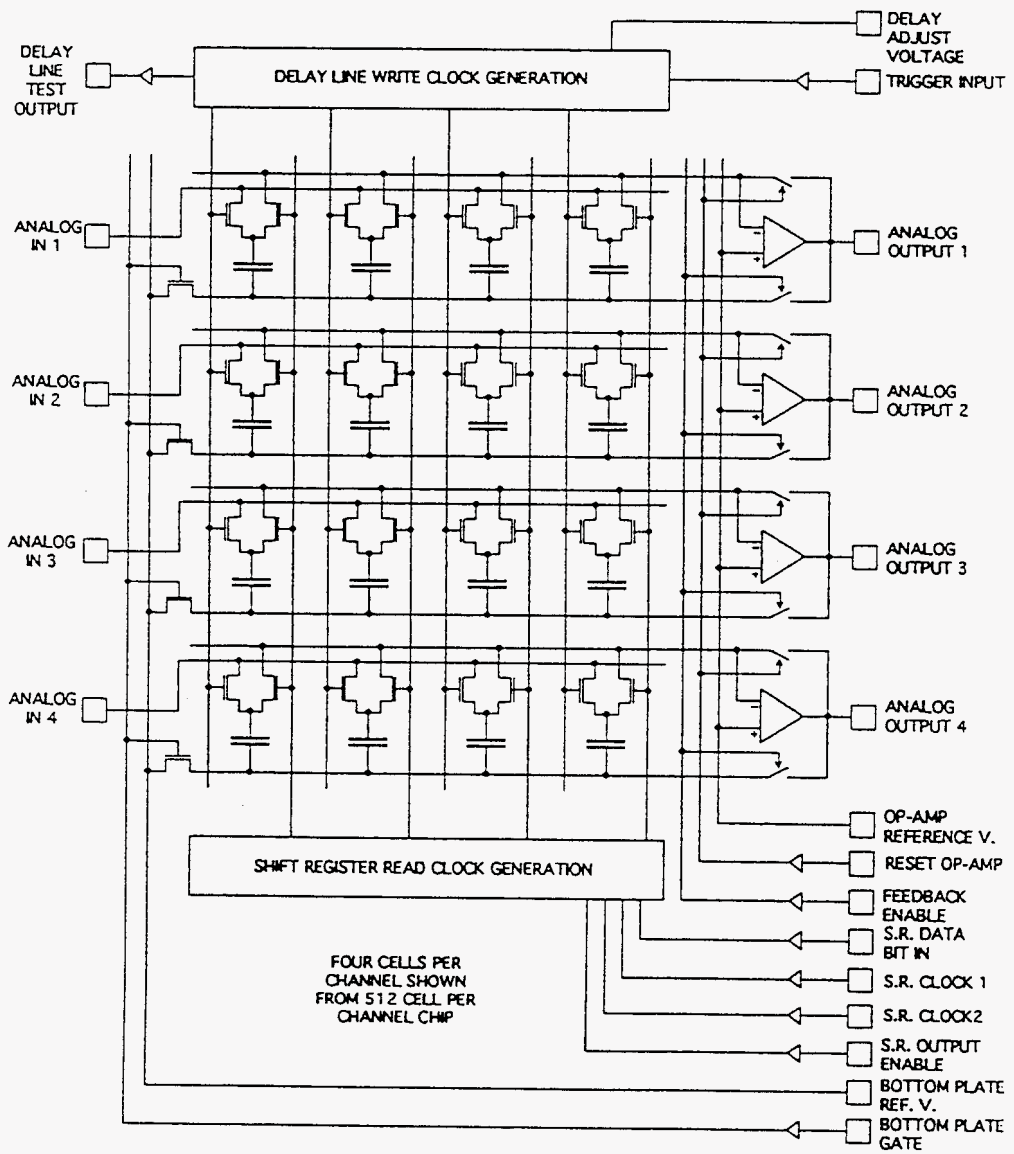 DELAY
ADJUST
VOLTAGE
DELAY
LINE
TEST
OUTPUT
DELAY LINE WRITE CLOCK GENERATION
TRIGGER INPUT
ANALOG
IN 1
-
+
ANALOG
OUTPUT 1
ANALOG
IN 2
-
+
ANALOG
OUTPUT 2
ANALOG
IN 3
-
+
ANALOG
OUTPUT 3
ANALOG
IN 4
-
+
ANALOG
OUTPUT 4
OP-AMP
REFERENCE V.
SHIFT REGISTER READ CLOCK GENERATION
RESET OP-AMP
FEEDBACK
ENABLE
S.R. DATA
BIT IN
FOUR CELLS PER
CHANNEL SHOWN
FROM 512 CELL PER
CHANNEL CHIP
S.R. CLOCK 1
S.R. CLOCK2
S.R. OUTPUT
ENABLE
BOTTOM PLATE
REF. V.
BOTTOM PLATE
GATE